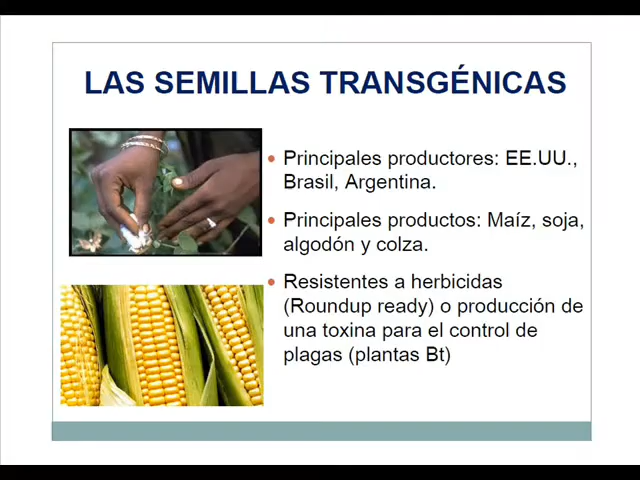 LAS SEMILLAS TRANSGÉNICAS
Principales productores: EE.UU.,
Brasil, Argentina.
Principales productos: Maíz, soja,
algodón y colza.
Resistentes a herbicidas
(Roundup ready) o producción de
una toxina para el control de
plagas (plantas Bt)